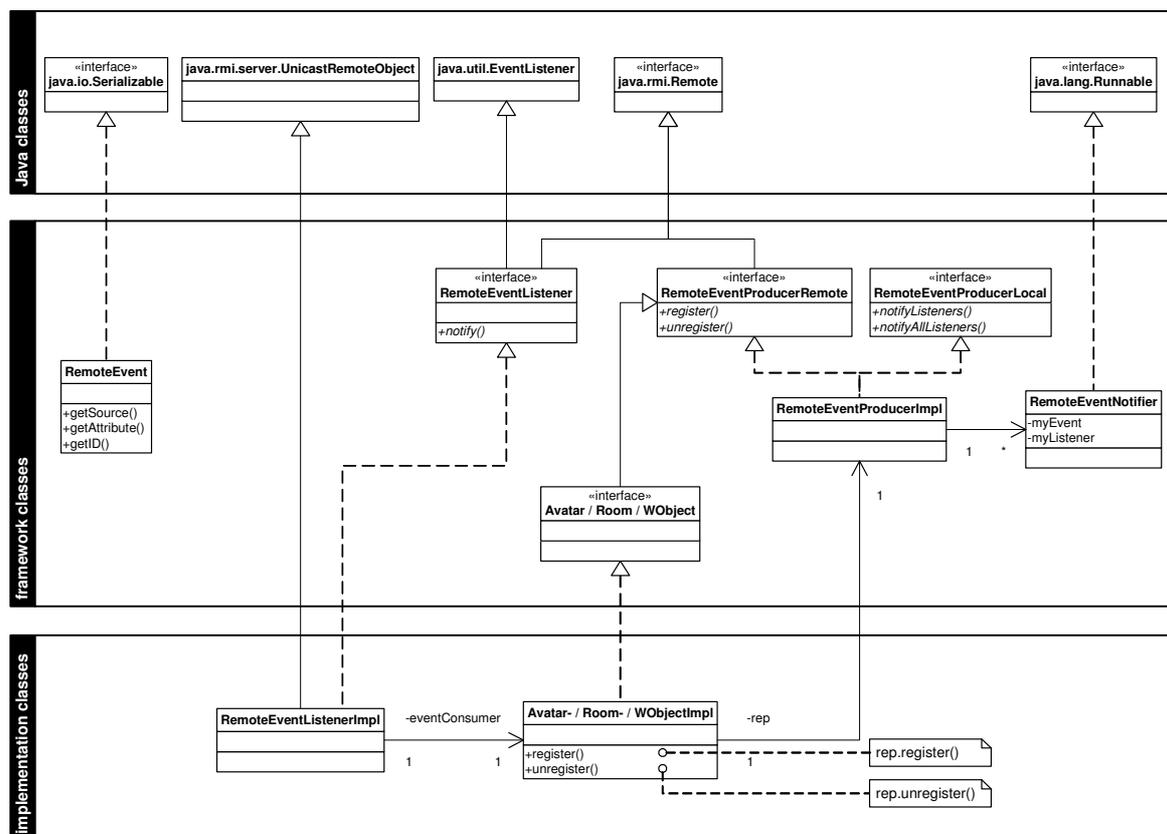 Java classes
«interface»
java.io.Serializable
java.rmi.server.UnicastRemoteObject
java.util.EventListener
«interface»
java.rmi.Remote
«interface»
java.lang.Runnable
framework classes
«interface»
RemoteEventListener
+notify()
«interface»
RemoteEventProducerRemote
+register()
+unregister()
«interface»
RemoteEventProducerLocal
+notifyListeners()
+notifyAllListeners()
RemoteEvent
+getSource()
+getAttribute()
+getID()
RemoteEventProducerImpl
1
*
RemoteEventNotifier
-myEvent
-myListener
1
«interface»
Avatar / Room / WObject
implementation classes
RemoteEventListenerImpl
-eventConsumer
1
1
Avatar- / Room- / WObjectImpl
+register()
+unregister()
-rep
1
rep.register()
rep.unregister()